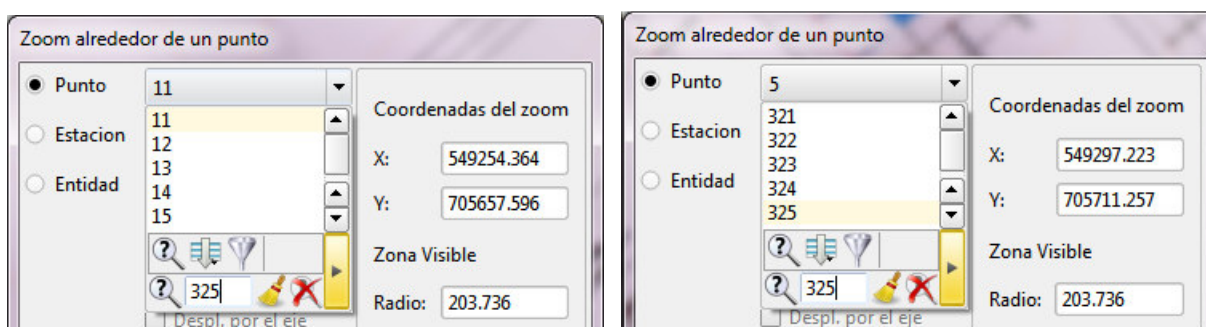 Zoom alrededor de un punto
Punto 11
11
12
13
14
15
Estacion
Entidad
325
Despl. por el eje
Coordenadas del zoom
X: 549254.364
Y: 705657.596
Zona Visible
Radio: 203.736
Zoom alrededor de un punto
Punto 5
321
322
323
324
325
Estacion
Entidad
325
Despl. por el eje
Coordenadas del zoom
X: 549297.223
Y: 705711.257
Zona Visible
Radio: 203.736